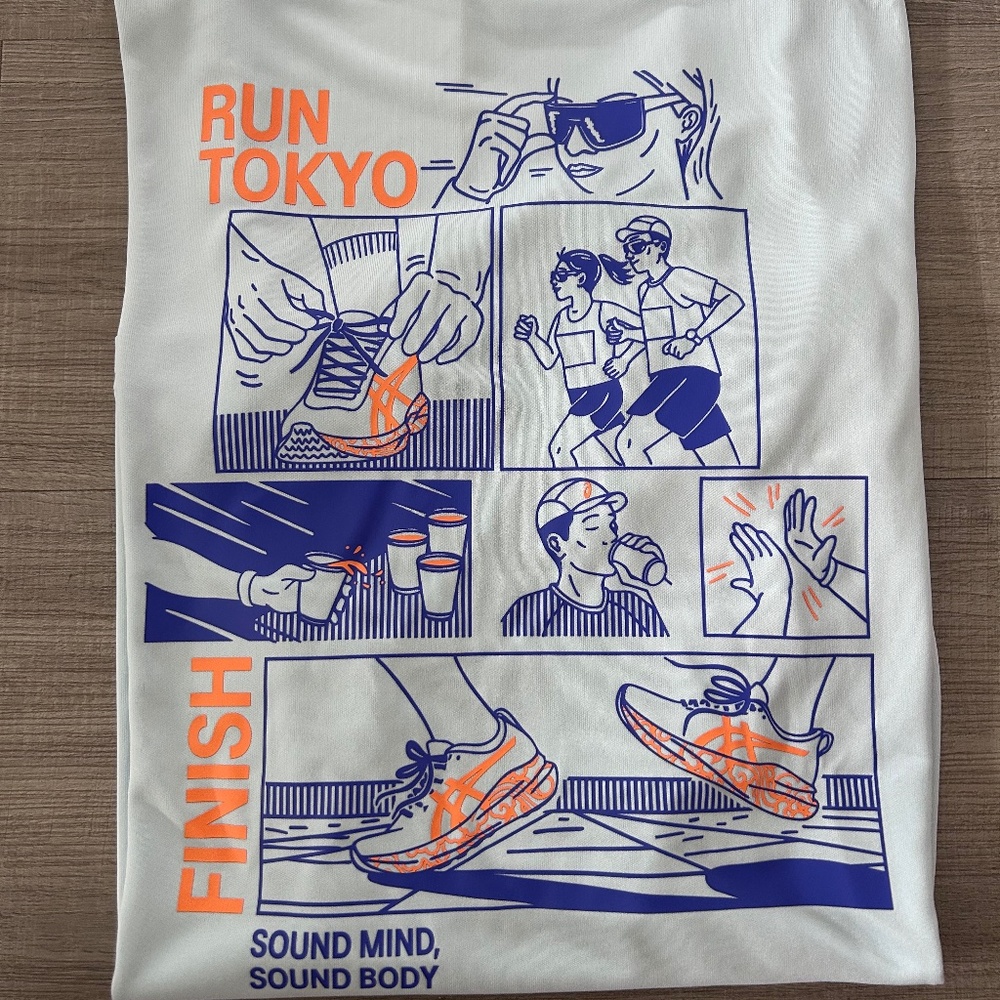 RUN
TOKYO
FINISH
SOUND MIND,
SOUND BODY